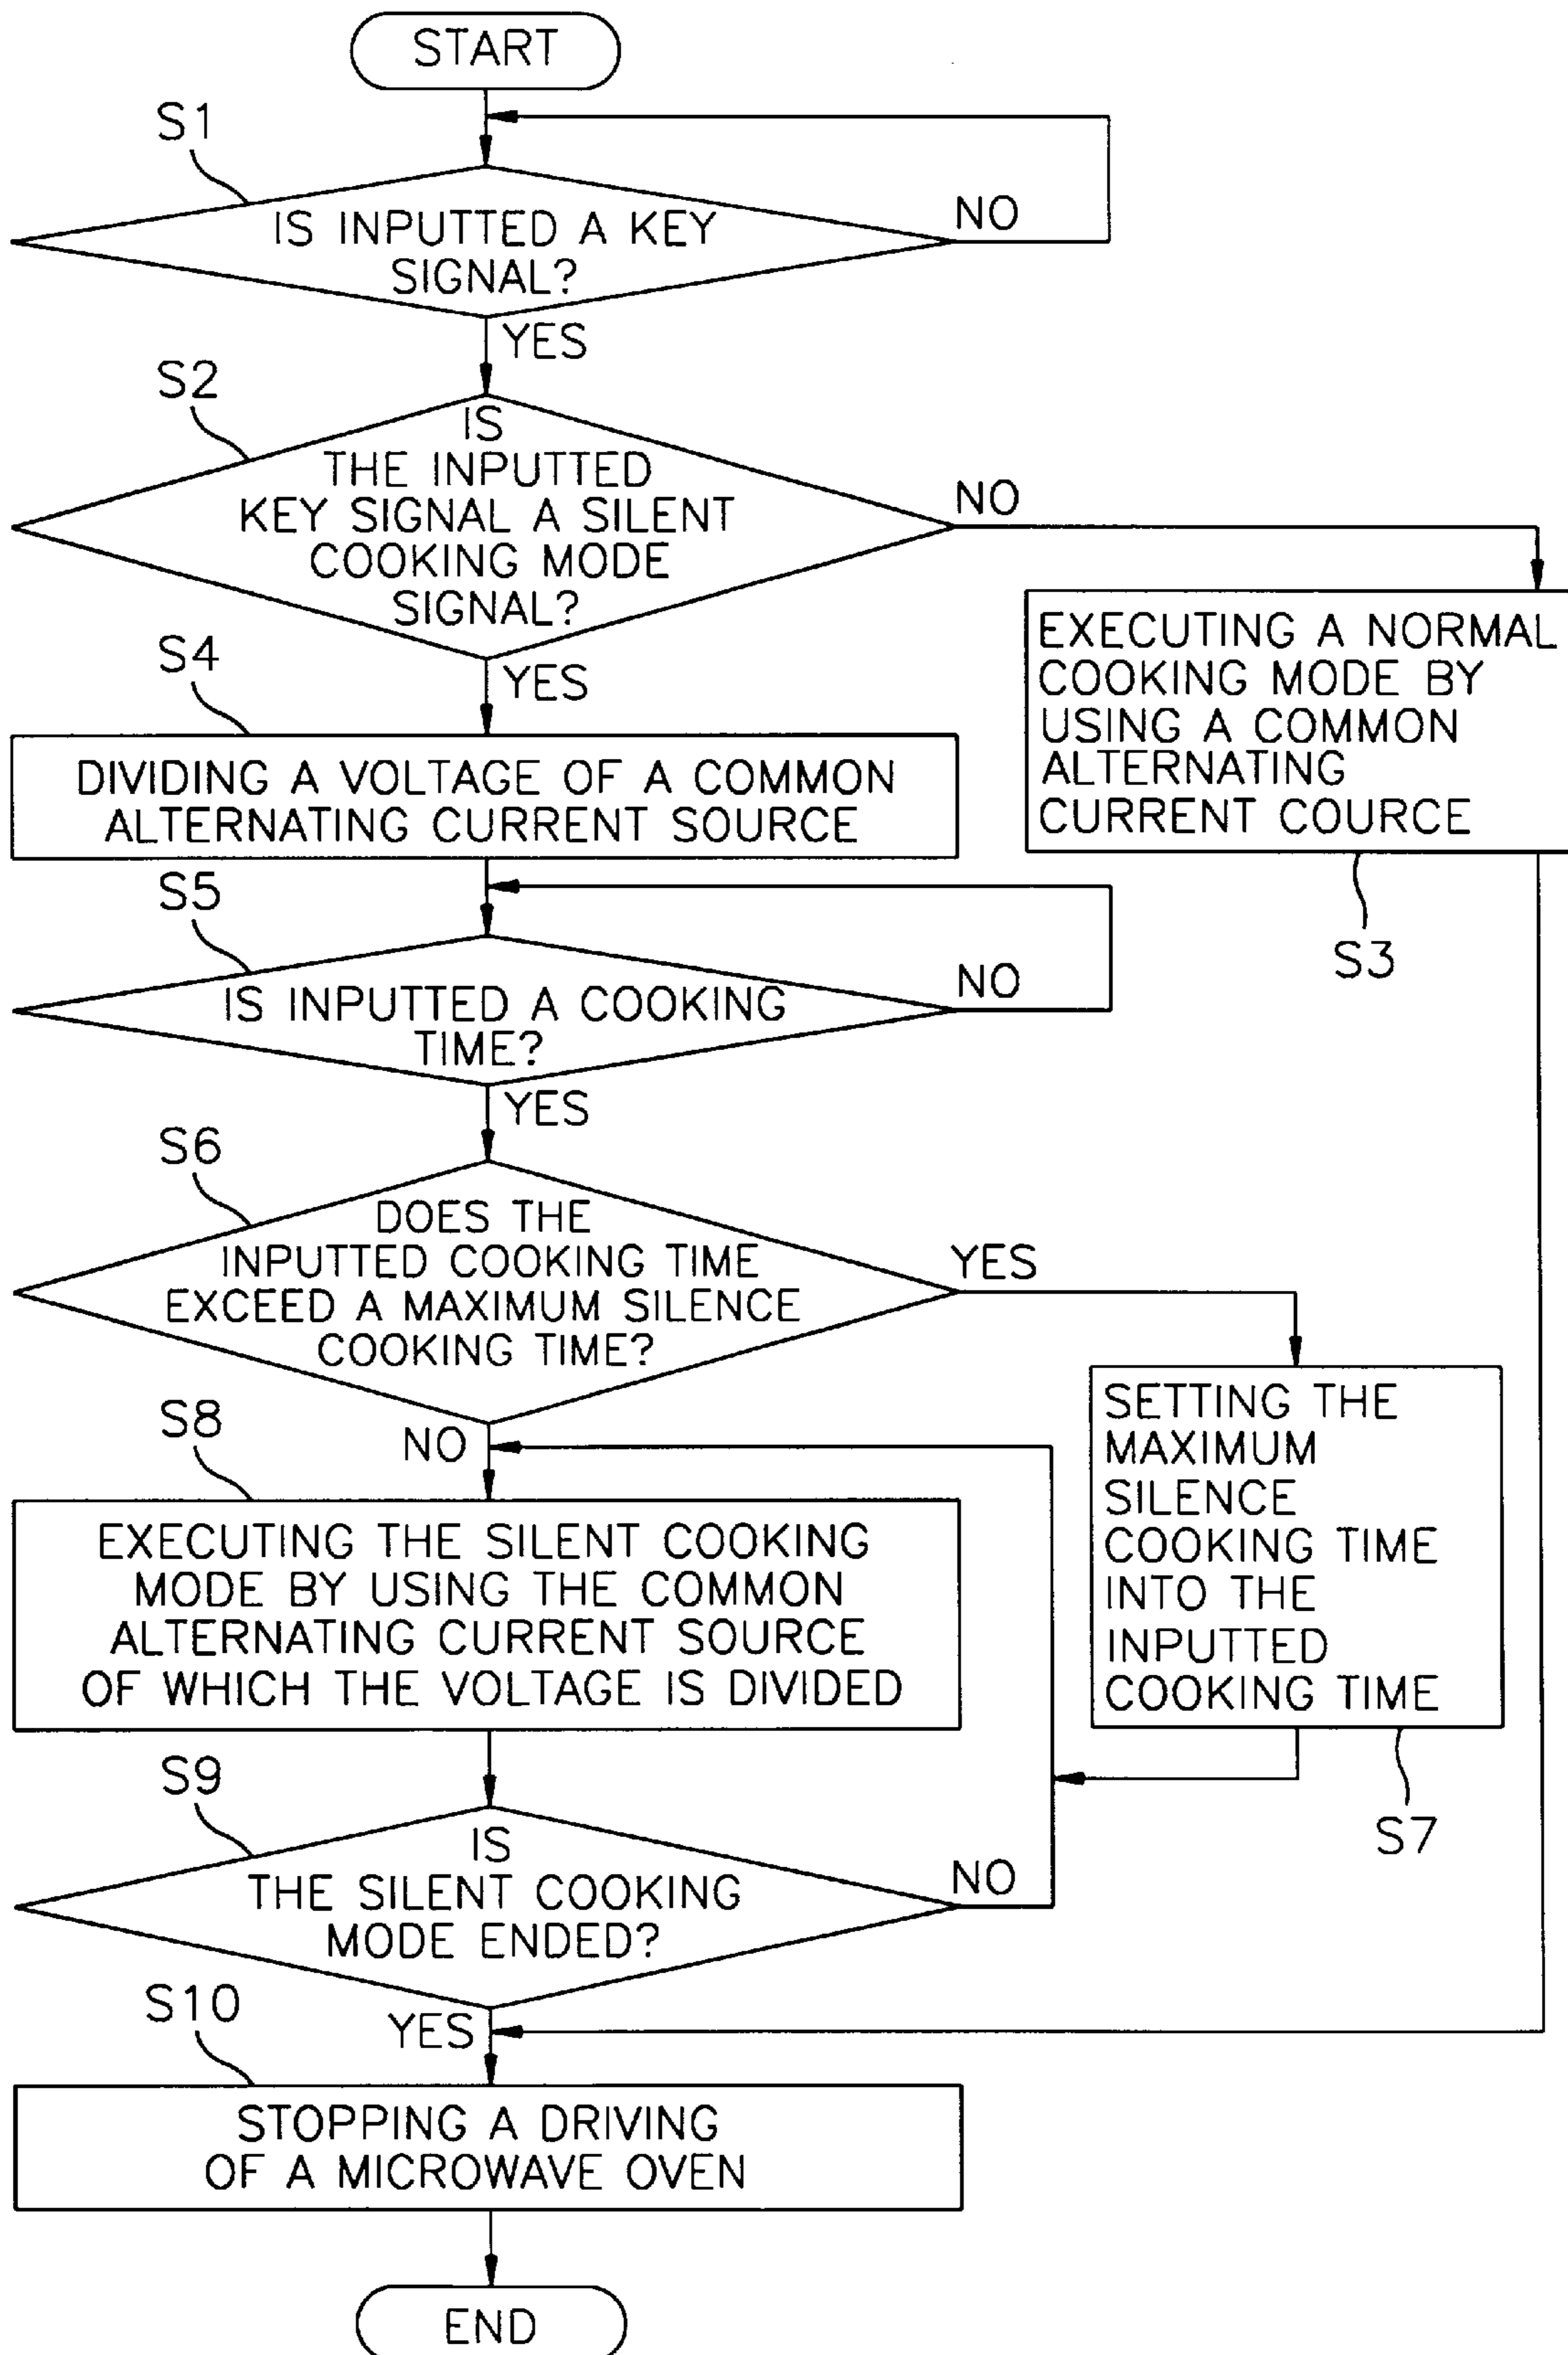 START
S1
IS INPUTTED A KEY
SIGNAL?
NO
YES
S2
IS
THE INPUTTED
KEY SIGNAL A SILENT
COOKING MODE
SIGNAL?
NO
YES
EXECUTING A NORMAL
COOKING MODE BY
USING A COMMON
ALTERNATING
CURRENT COURCE
S3
S4
DIVIDING A VOLTAGE OF A COMMON
ALTERNATING CURRENT SOURCE
S5
IS INPUTTED A COOKING
TIME?
NO
YES
S6
DOES THE
INPUTTED COOKING TIME
EXCEED A MAXIMUM SILENCE
COOKING TIME?
YES
NO
SETTING THE
MAXIMUM
SILENCE
COOKING TIME
INTO THE
INPUTTED
COOKING TIME
S7
S8
EXECUTING THE SILENT COOKING
MODE BY USING THE COMMON
ALTERNATING CURRENT SOURCE
OF WHICH THE VOLTAGE IS DIVIDED
S9
IS
THE SILENT COOKING
MODE ENDED?
NO
YES
S10
STOPPING A DRIVING
OF A MICROWAVE OVEN
END